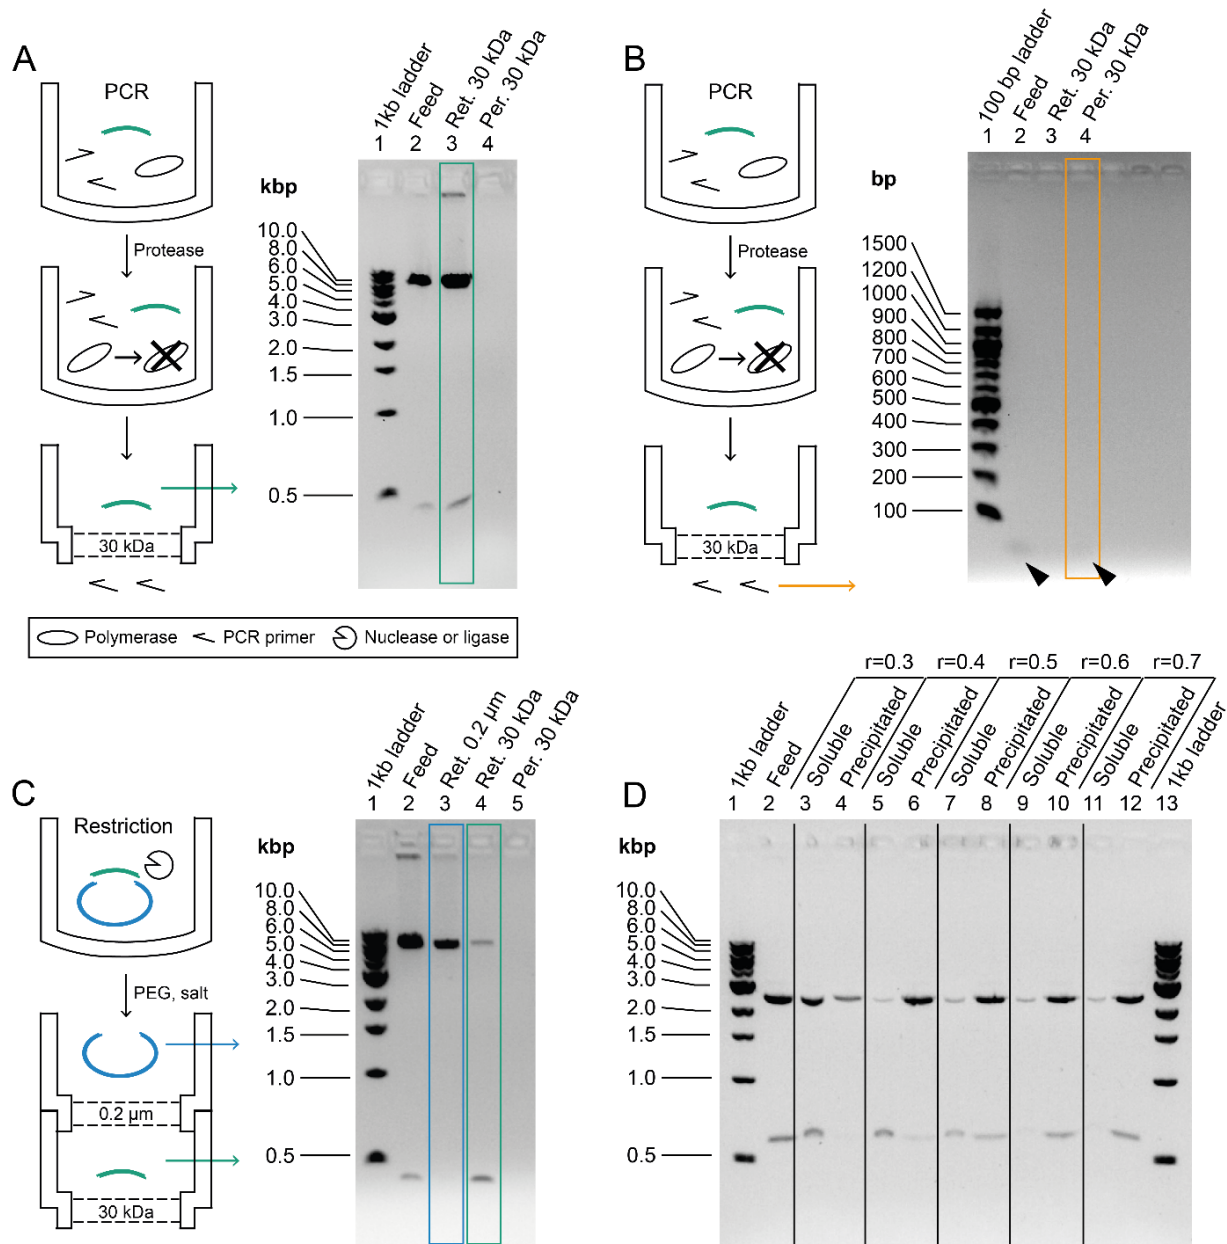 A
PCR
Protease
30 kDa
1kb ladder
Feed
Ret. 30 kDa
Per. 30 kDa
1 2 3 4
kbp
10.0
8.0
6.0
5.0
4.0
3.0
2.0
1.5
1.0
0.5
B
PCR
Protease
30 kDa
100 bp ladder
Feed
Ret. 30 kDa
Per. 30 kDa
1 2 3 4
bp
1500
1200
1000
900
800
700
600
500
400
300
200
100
Polymerase PCR primer Nuclease or ligase
C
Restriction
PEG, salt
0.2 µm
30 kDa
1kb ladder
Feed
Ret. 0.2 µm
Ret. 30 kDa
Per. 30 kDa
1 2 3 4 5
kbp
10.0
8.0
6.0
5.0
4.0
3.0
2.0
1.5
1.0
0.5
D
r=0.3 r=0.4 r=0.5 r=0.6 r=0.7
1kb ladder
Feed
Soluble
Precipitated
Soluble
Precipitated
Soluble
Precipitated
Soluble
Precipitated
Soluble
Precipitated
1kb ladder
1 2 3 4 5 6 7 8 9 10 11 12 13
kbp
10.0
8.0
6.0
5.0
4.0
3.0
2.0
1.5
1.0
0.5